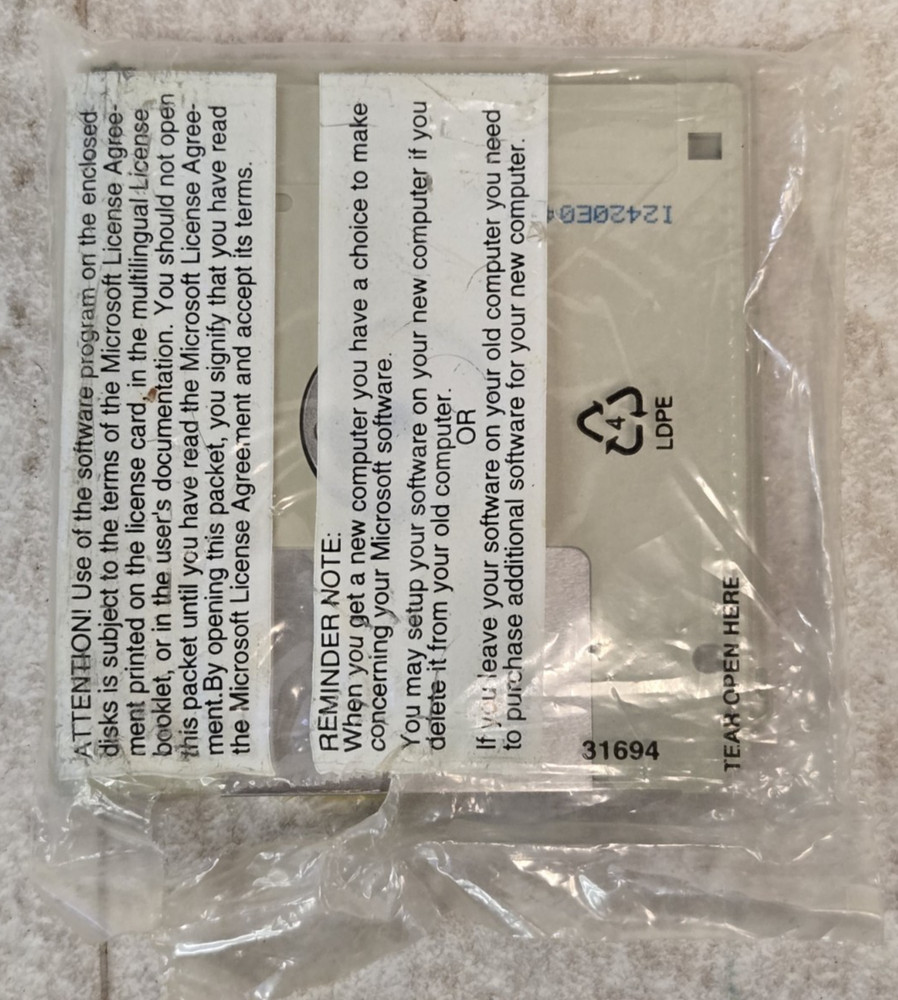 ATTENTION! Use of the software program on the enclosed
disks is subject to the terms of the Microsoft License Agree-
ment printed on the license card, in the multilingual License
booklet, or in the user's documentation. You should not open
this packet until you have read the Microsoft License Agree-
ment.By opening this packet, you signify that you have read
the Microsoft License Agreement and accept its terms.
REMINDER NOTE:
When you get a new computer you have a choice to make
concerning your Microsoft software.
You may setup your software on your new computer if you
delete it from your old computer.
OR
If you leave your software on your old computer you need
to purchase additional software for your new computer.
4
LDPE
31694
TEAR OPEN HERE